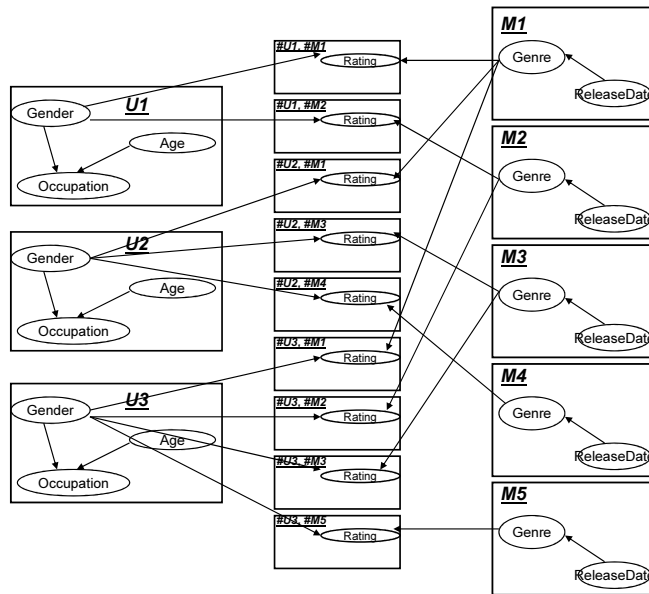 U1
Gender
Age
Occupation
U2
Gender
Age
Occupation
U3
Gender
Age
Occupation
#U1, #M1
Rating
#U1, #M2
Rating
#U2, #M1
Rating
#U2, #M3
Rating
#U2, #M4
Rating
#U3, #M1
Rating
#U3, #M2
Rating
#U3, #M3
Rating
#U3, #M5
Rating
M1
Genre
ReleaseDate
M2
Genre
ReleaseDate
M3
Genre
ReleaseDate
M4
Genre
ReleaseDate
M5
Genre
ReleaseDate